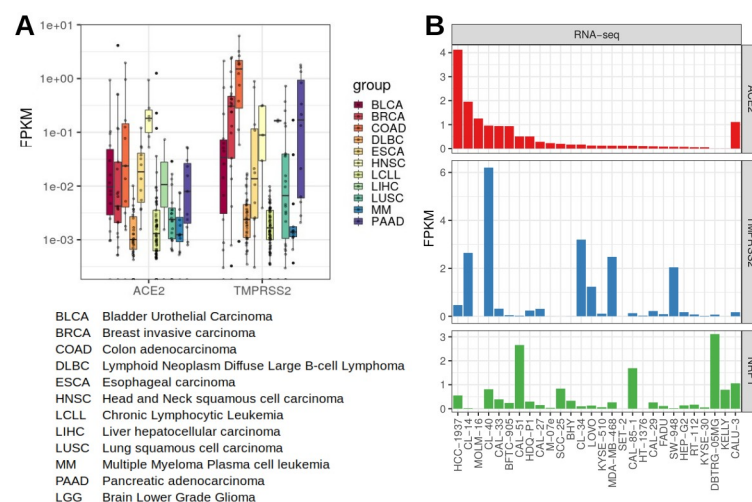 A
B
1e+01
1e+00
1e-01
1e-02
1e-03
FPKM
ACE2
TMPRSS2
group
BLCA
BRCA
COAD
DLBC
ESCA
HNSC
LCLL
LIHC
LUSC
MM
PAAD
BLCA Bladder Urothelial Carcinoma
BRCA Breast invasive carcinoma
COAD Colon adenocarcinoma
DLBC Lymphoid Neoplasm Diffuse Large B-cell Lymphoma
ESCA Esophageal carcinoma
HNSC Head and Neck squamous cell carcinoma
LCLL Chronic Lymphocytic Leukemia
LIHC Liver hepatocellular carcinoma
LUSC Lung squamous cell carcinoma
MM Multiple Myeloma Plasma cell leukemia
PAAD Pancreatic adenocarcinoma
LGG Brain Lower Grade Glioma
RNA-seq
4
3
2
1
0
ACE2
6
4
2
0
TMPRSS2
3
2
1
0
FPKM
HCC-1937
CL-14
MOLM-16
CL-40
CAL-33
BFTC-905
CAL-51
HDQ-P1
CAL-27
M-07e
SCC-25
BHY
CL-34
LOVO
KYSE-510
MDA-MB-468
SET-2
CAL-85-1
HT-1376
CAL-29
FADU
SW-948
HEP-G2
RT-112
KYSE-30
DBTRG-05MG
KELLY
CALU-3